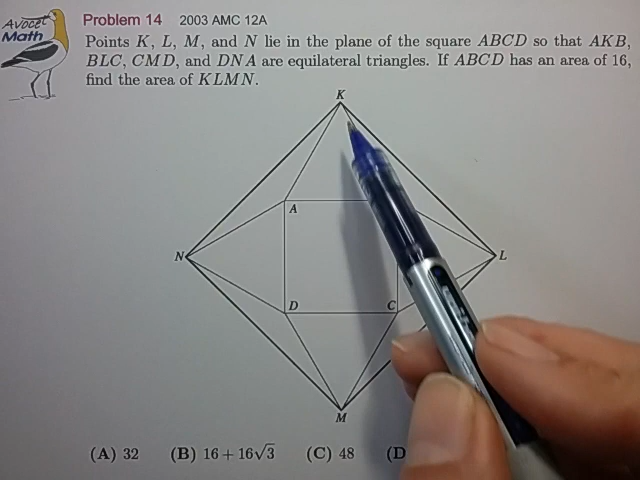 Avocet
Math
Problem 14 2003 AMC 12A
Points K, L, M, and N lie in the plane of the square ABCD so that AKB,
BLC, CMD, and DNA are equilateral triangles. If ABCD has an area of 16,
find the area of KLMN.
K
A
N
L
D C
M
(A) 32 (B) 16 + 16√3 (C) 48 (D